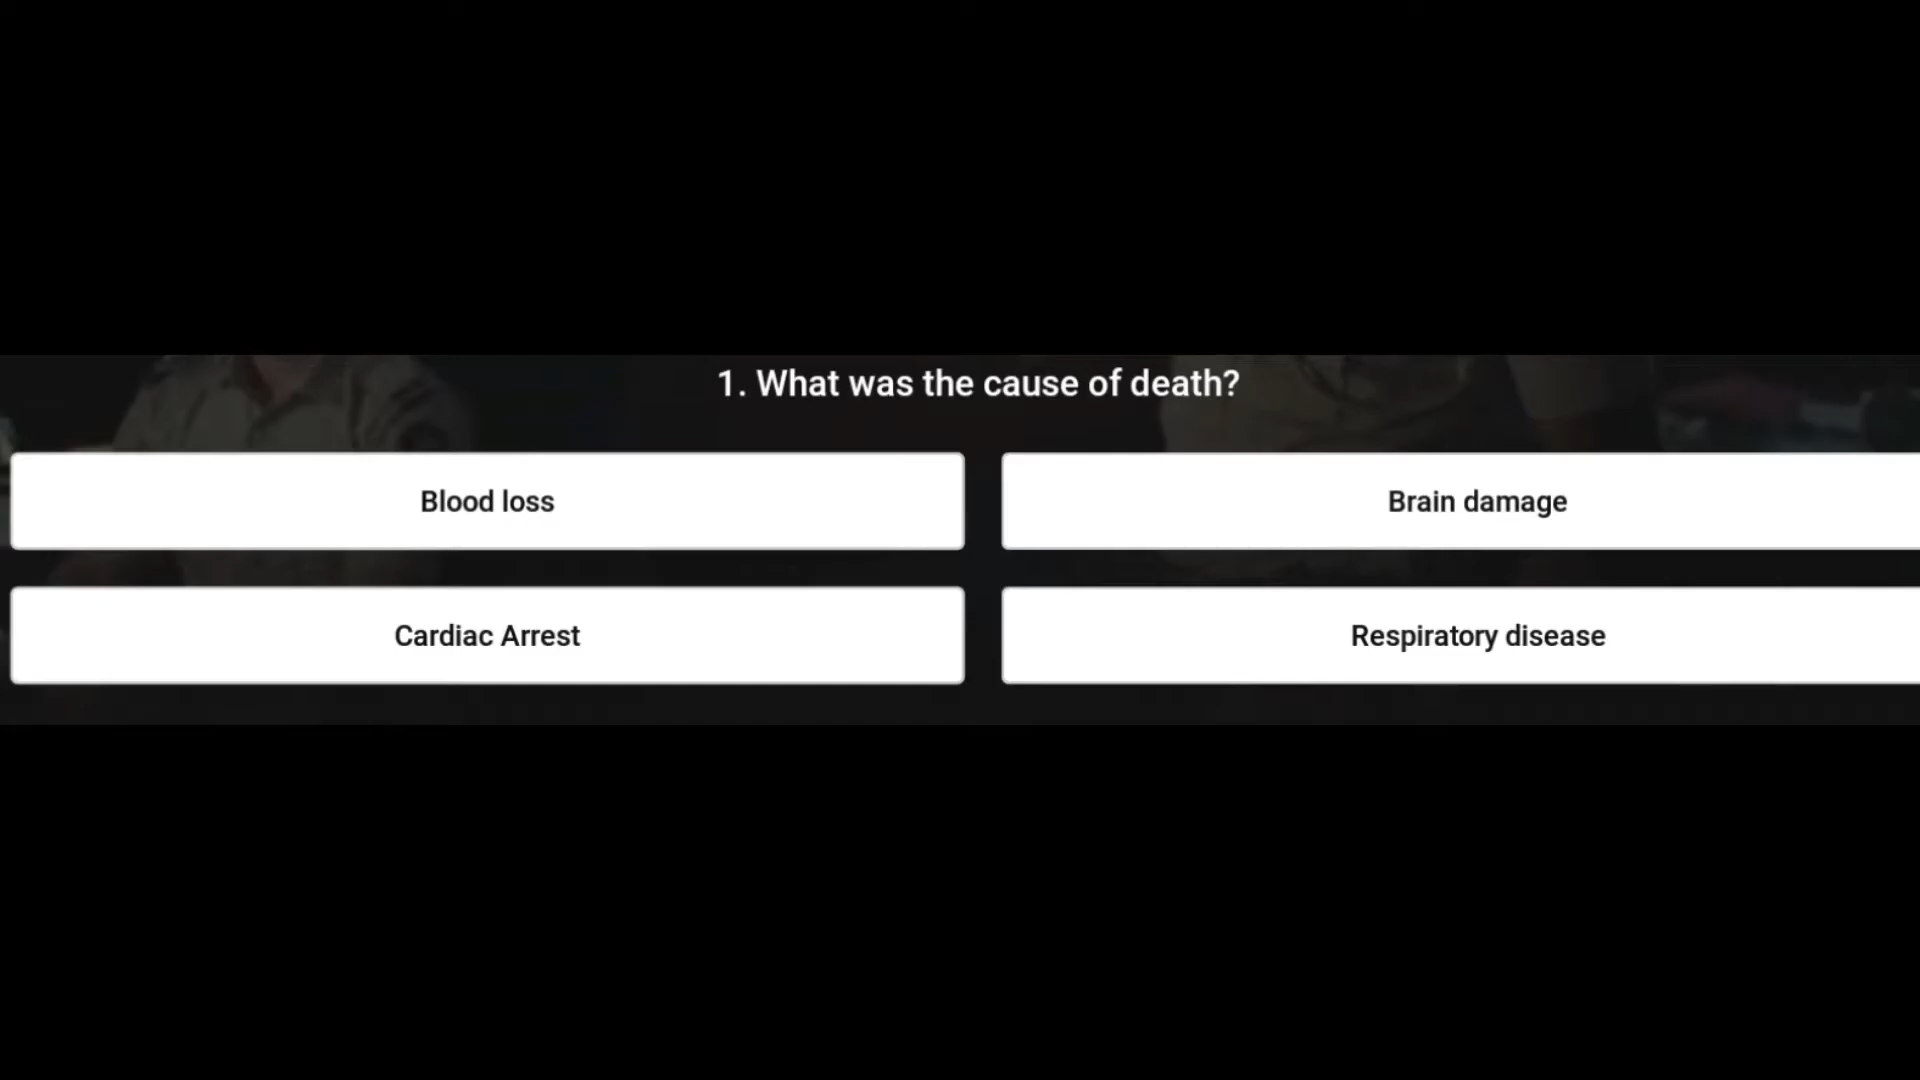 1. What was the cause of death?
Blood loss
Brain damage
Cardiac Arrest
Respiratory disease